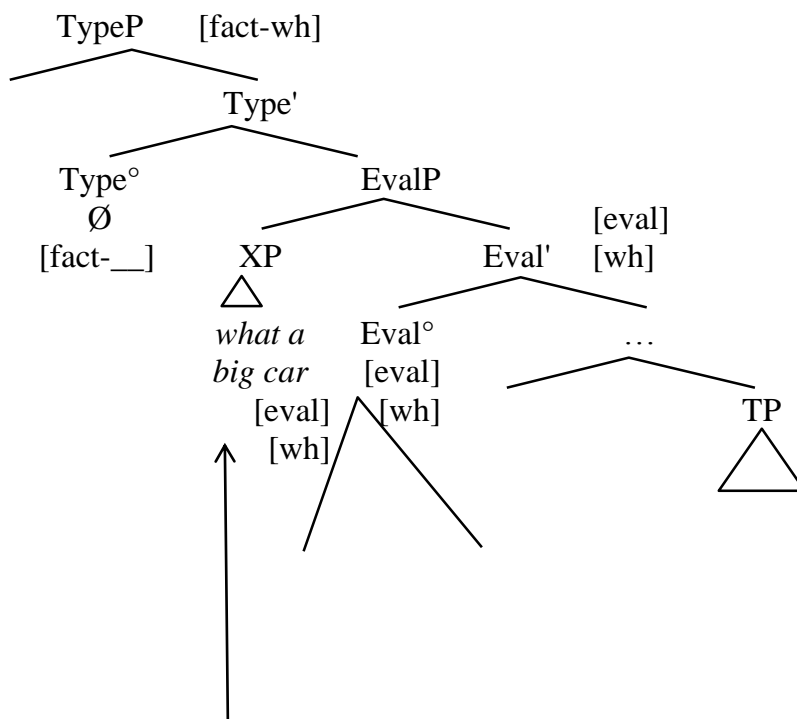 TypeP [fact-wh]
Type'
Type° EvalP
Ø [eval]
[fact-__] XP Eval' [wh]
what a Eval° …
big car [eval]
[eval] [wh] TP
[wh]